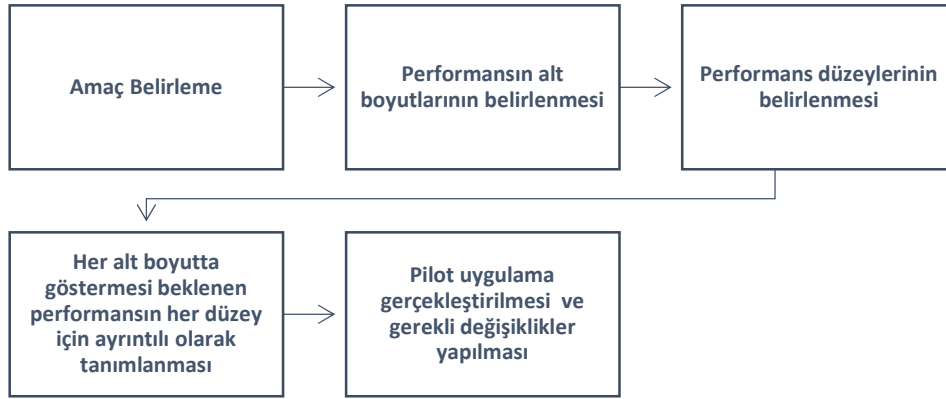 Amaç Belirleme
Performansın alt
boyutlarının belirlenmesi
Performans düzeylerinin
belirlenmesi
Her alt boyutta
göstermesi beklenen
performansın her düzey
için ayrıntılı olarak
tanımlanması
Pilot uygulama
gerçekleştirilmesi  ve
gerekli değişiklikler
yapılması